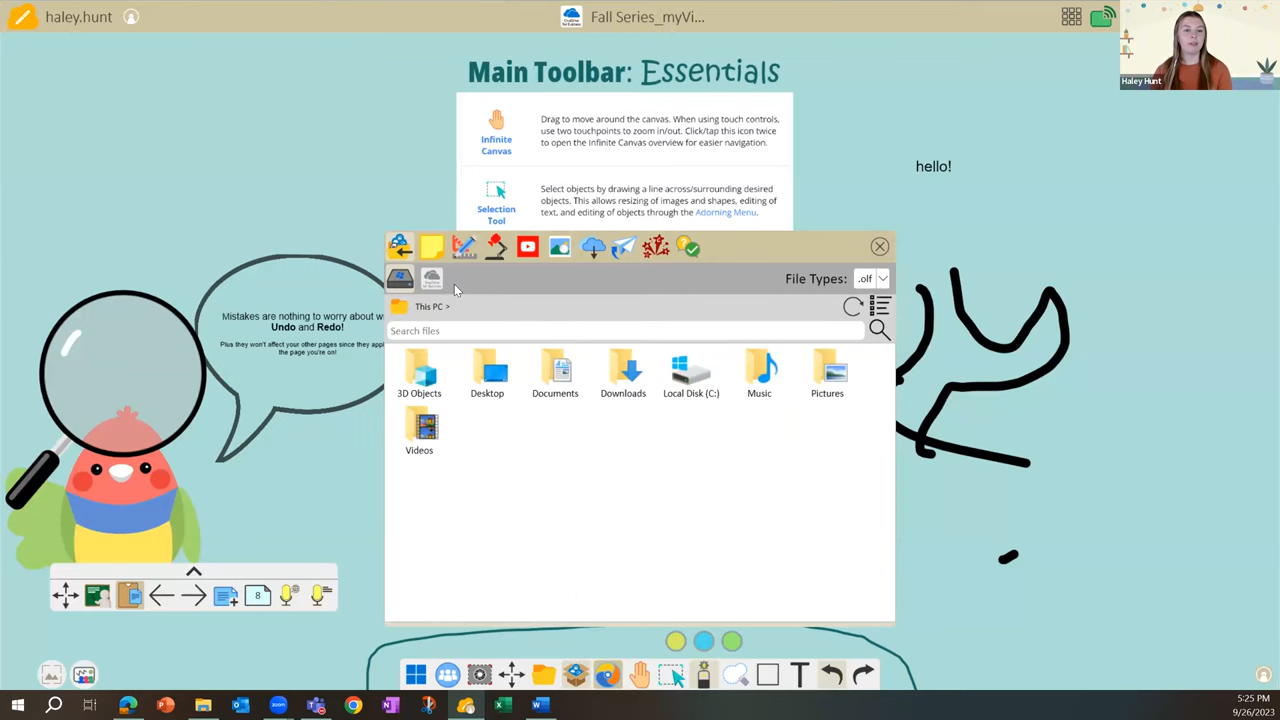 haley.hunt
Fall Series_myVi...
Haley Hunt
Main Toolbar: Essentials
Infinite
Canvas
Drag to move around the canvas. When using touch controls,
use two touchpoints to zoom in/out. Click/tap this icon twice
to open the Infinite Canvas overview for easier navigation.
hello!
Selection
Tool
Select objects by drawing a line across/surrounding desired
objects. This allows resizing of images and shapes, editing of
text, and editing of objects through the Adorning Menu.
File Types: .olf
This PC >
Search files
Mistakes are nothing to worry about w
Undo and Redo!
Plus they won't affect your other pages since they app
the page you're on!
3D Objects
Desktop
Documents
Downloads
Local Disk (C:)
Music
Pictures
Videos
8
5:25 PM
9/26/2023